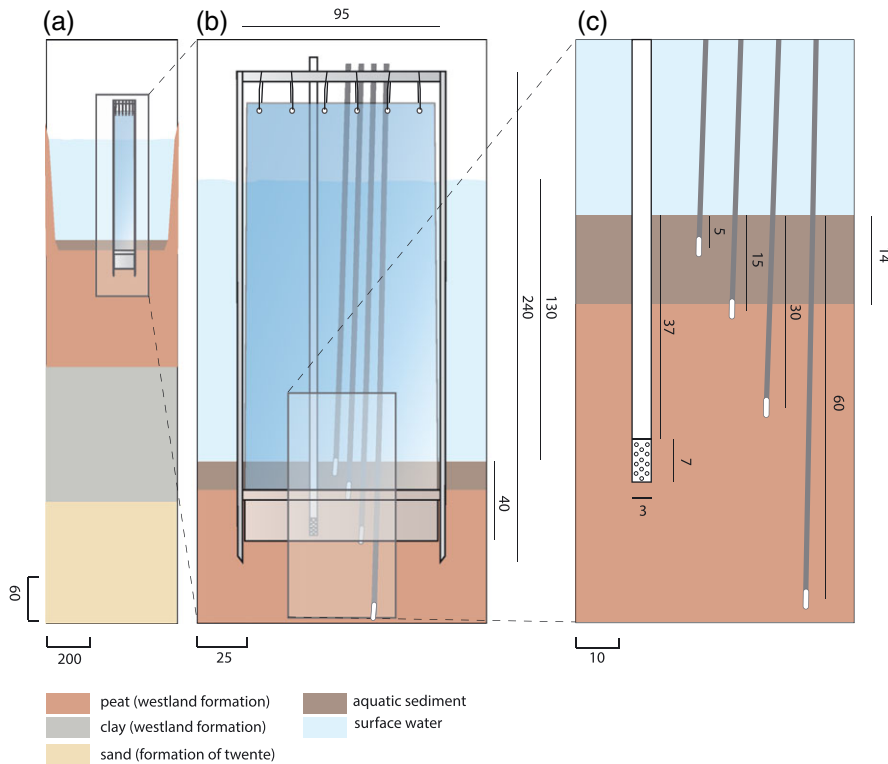 (a)
(b)
(c)
95
240
130
40
5
15
30
37
60
7
3
14
60
200
25
10
peat (westland formation)
clay (westland formation)
sand (formation of twente)
aquatic sediment
surface water